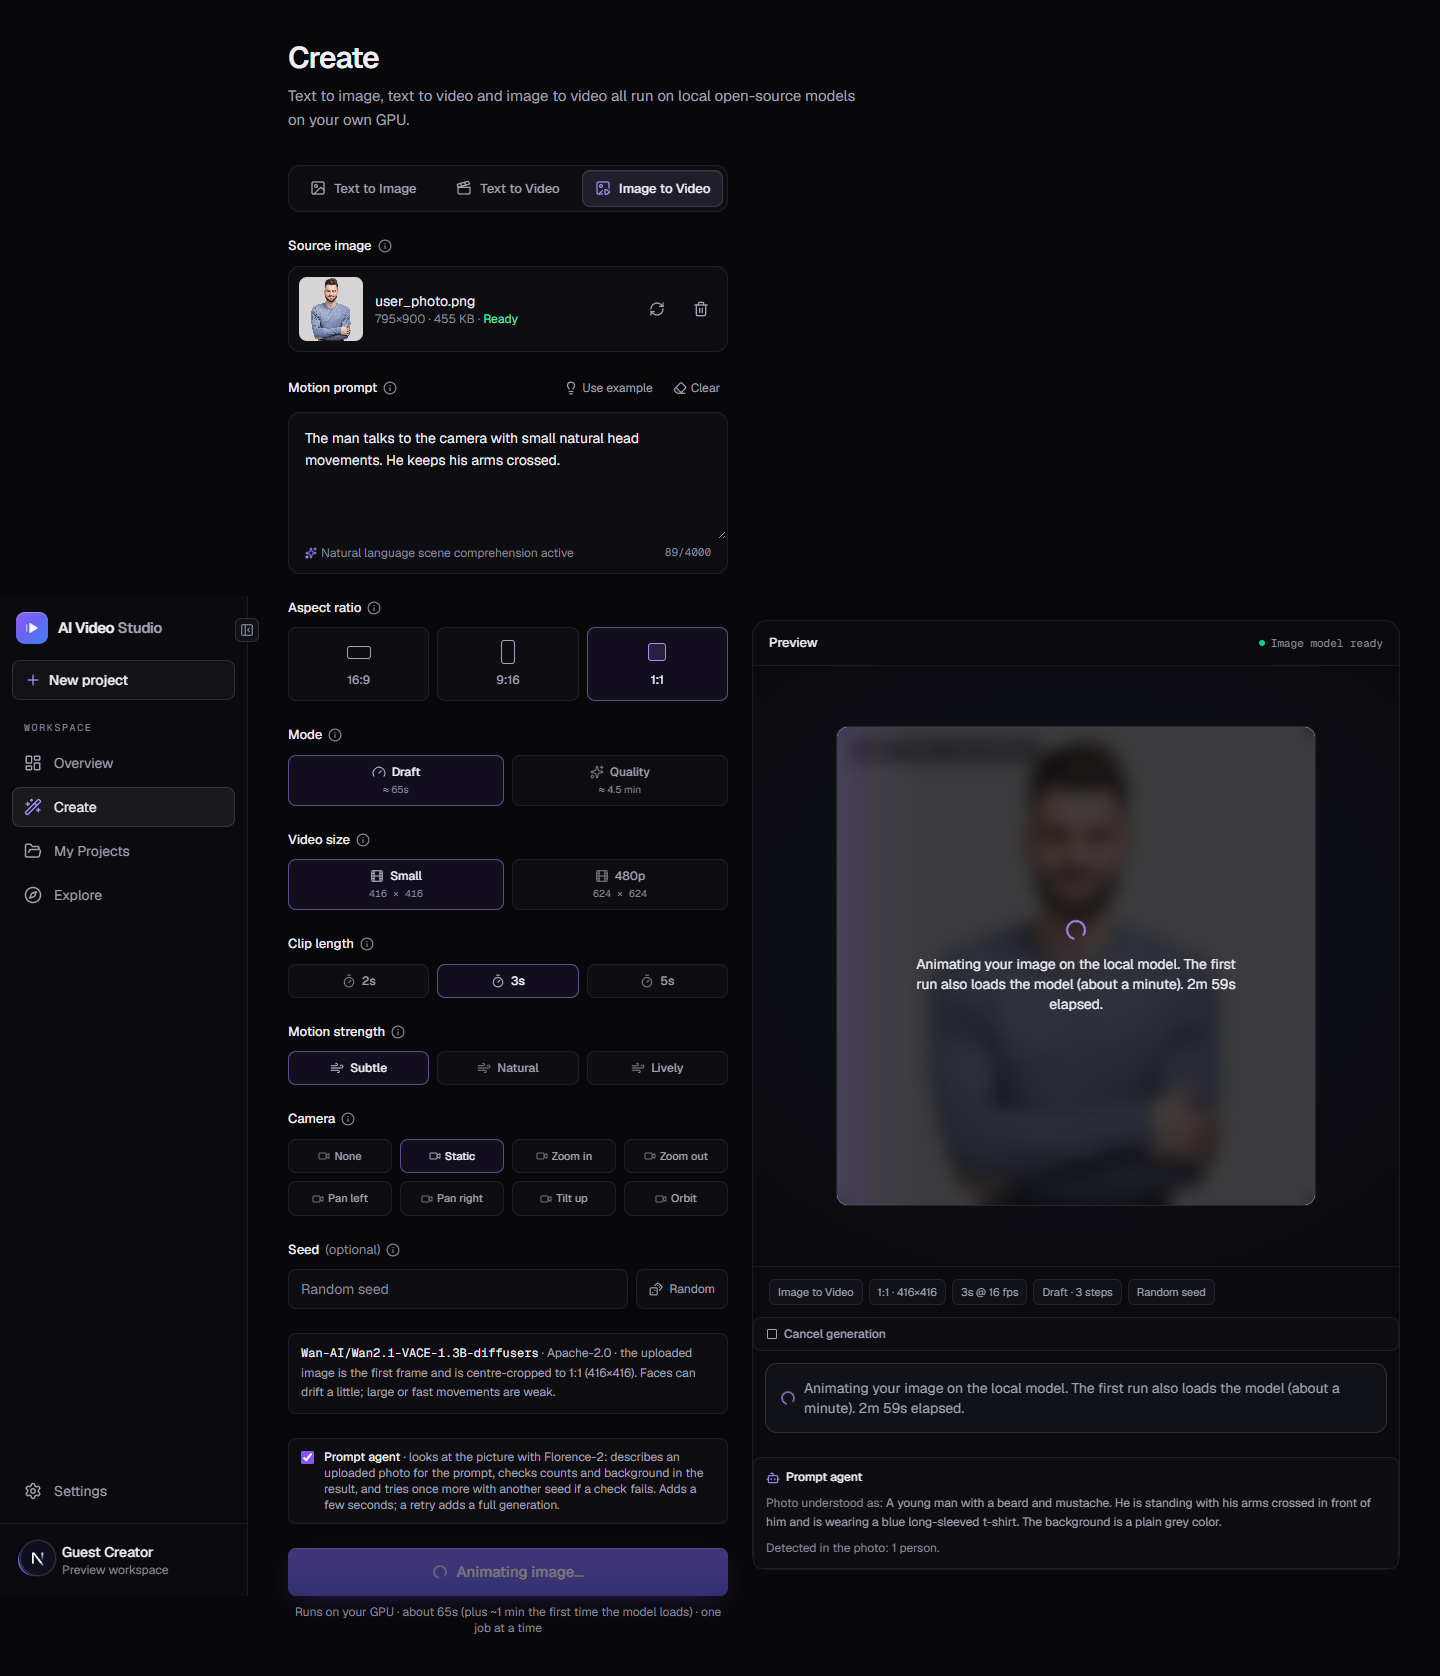 Create
Text to image, text to video and image to video all run on local open-source models
on your own GPU.
Text to Image
Text to Video
Image to Video
Source image
user_photo.png
795×900 · 455 KB · Ready
Motion prompt
Use example
Clear
The man talks to the camera with small natural head
movements. He keeps his arms crossed.
Natural language scene comprehension active
89/4000
AI Video Studio
New project
WORKSPACE
Overview
Create
My Projects
Explore
Settings
N
Guest Creator
Preview workspace
Aspect ratio
16:9
9:16
1:1
Mode
Draft
≈ 65s
Quality
≈ 4.5 min
Video size
Small
416 × 416
480p
624 × 624
Clip length
2s
3s
5s
Motion strength
Subtle
Natural
Lively
Camera
None
Static
Zoom in
Zoom out
Pan left
Pan right
Tilt up
Orbit
Seed (optional)
Random seed
Random
Wan-AI/Wan2.1-VACE-1.3B-diffusers · Apache-2.0 · the uploaded
image is the first frame and is centre-cropped to 1:1 (416×416). Faces can
drift a little; large or fast movements are weak.
Prompt agent · looks at the picture with Florence-2: describes an
uploaded photo for the prompt, checks counts and background in the
result, and tries once more with another seed if a check fails. Adds a
few seconds; a retry adds a full generation.
Animating image...
Runs on your GPU · about 65s (plus ~1 min the first time the model loads) · one
job at a time
Preview
Image model ready
Animating your image on the local model. The first
run also loads the model (about a minute). 2m 59s
elapsed.
Image to Video
1:1 · 416×416
3s @ 16 fps
Draft · 3 steps
Random seed
Cancel generation
Animating your image on the local model. The first run also loads the model (about a
minute). 2m 59s elapsed.
Prompt agent
Photo understood as: A young man with a beard and mustache. He is standing with his arms crossed in front of
him and is wearing a blue long-sleeved t-shirt. The background is a plain grey color.
Detected in the photo: 1 person.